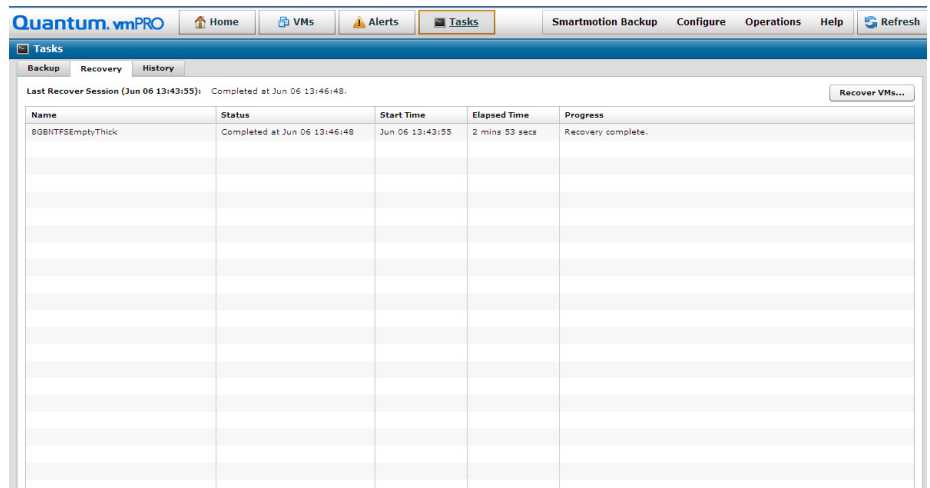 Quantum. vmPRO Home VMs Alerts Tasks Smartmotion Backup Configure Operations Help Refresh
Tasks
Backup Recovery History
Last Recover Session (Jun 06 13:43:55): Completed at Jun 06 13:46:48. Recover VMs...
Name Status Start Time Elapsed Time Progress
8GBNTFSEmptyThick Completed at Jun 06 13:46:48 Jun 06 13:43:55 2 mins 53 secs Recovery complete.